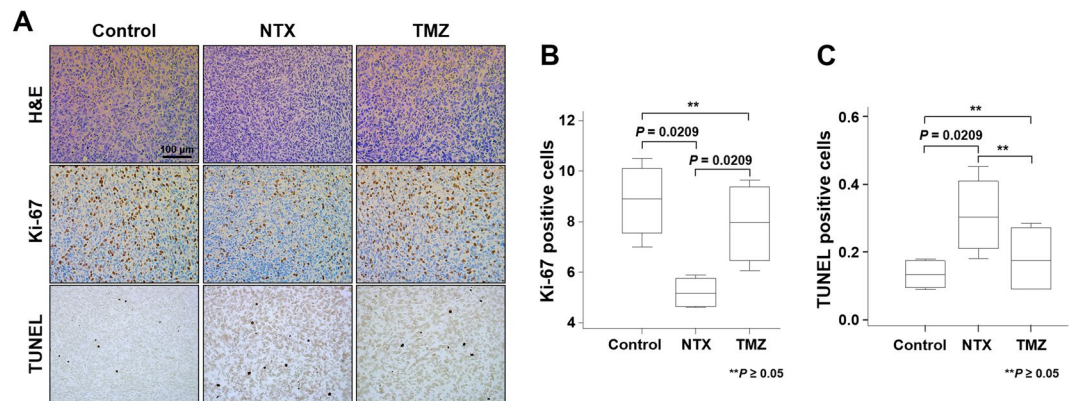 A
Control NTX TMZ
H&E
100 µm
Ki-67
TUNEL
B
Ki-67 positive cells
12
10
8
6
4
**
P = 0.0209
P = 0.0209
Control NTX TMZ
**P ≥ 0.05
C
TUNEL positive cells
0.6
0.4
0.2
0.0
**
P = 0.0209
**
Control NTX TMZ
**P ≥ 0.05